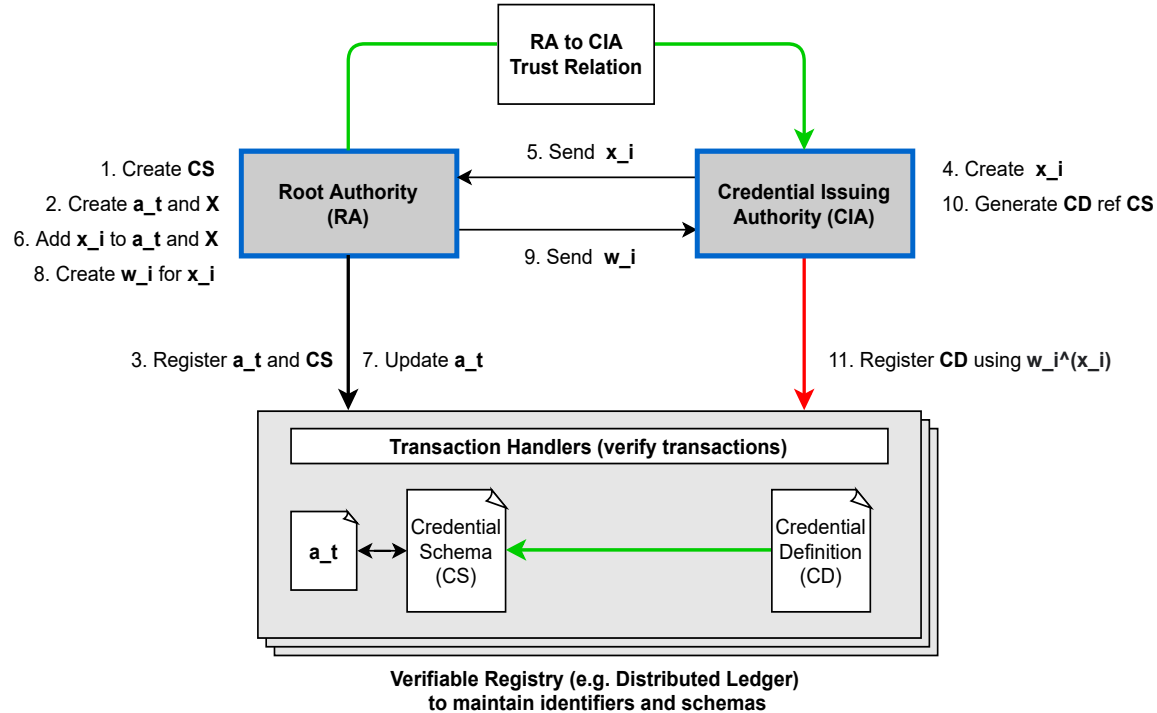 RA to CIA
Trust Relation
1. Create CS
2. Create a_t and X
6. Add x_i to a_t and X
8. Create w_i for x_i
Root Authority
(RA)
5. Send x_i
9. Send w_i
Credential Issuing
Authority (CIA)
4. Create x_i
10. Generate CD ref CS
3. Register a_t and CS
7. Update a_t
11. Register CD using w_i^(x_i)
Transaction Handlers (verify transactions)
a_t
Credential
Schema
(CS)
Credential
Definition
(CD)
Verifiable Registry (e.g. Distributed Ledger)
to maintain identifiers and schemas